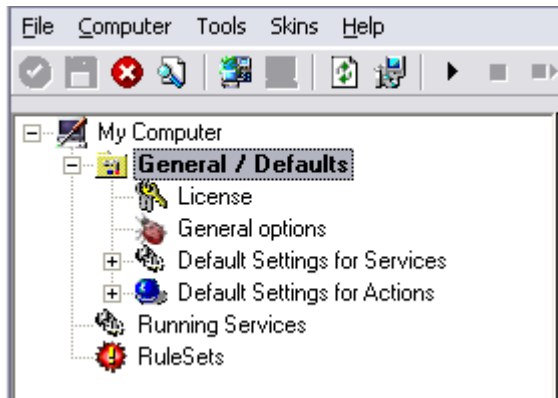 File Computer Tools Skins Help
My Computer
General / Defaults
License
General options
Default Settings for Services
Default Settings for Actions
Running Services
RuleSets